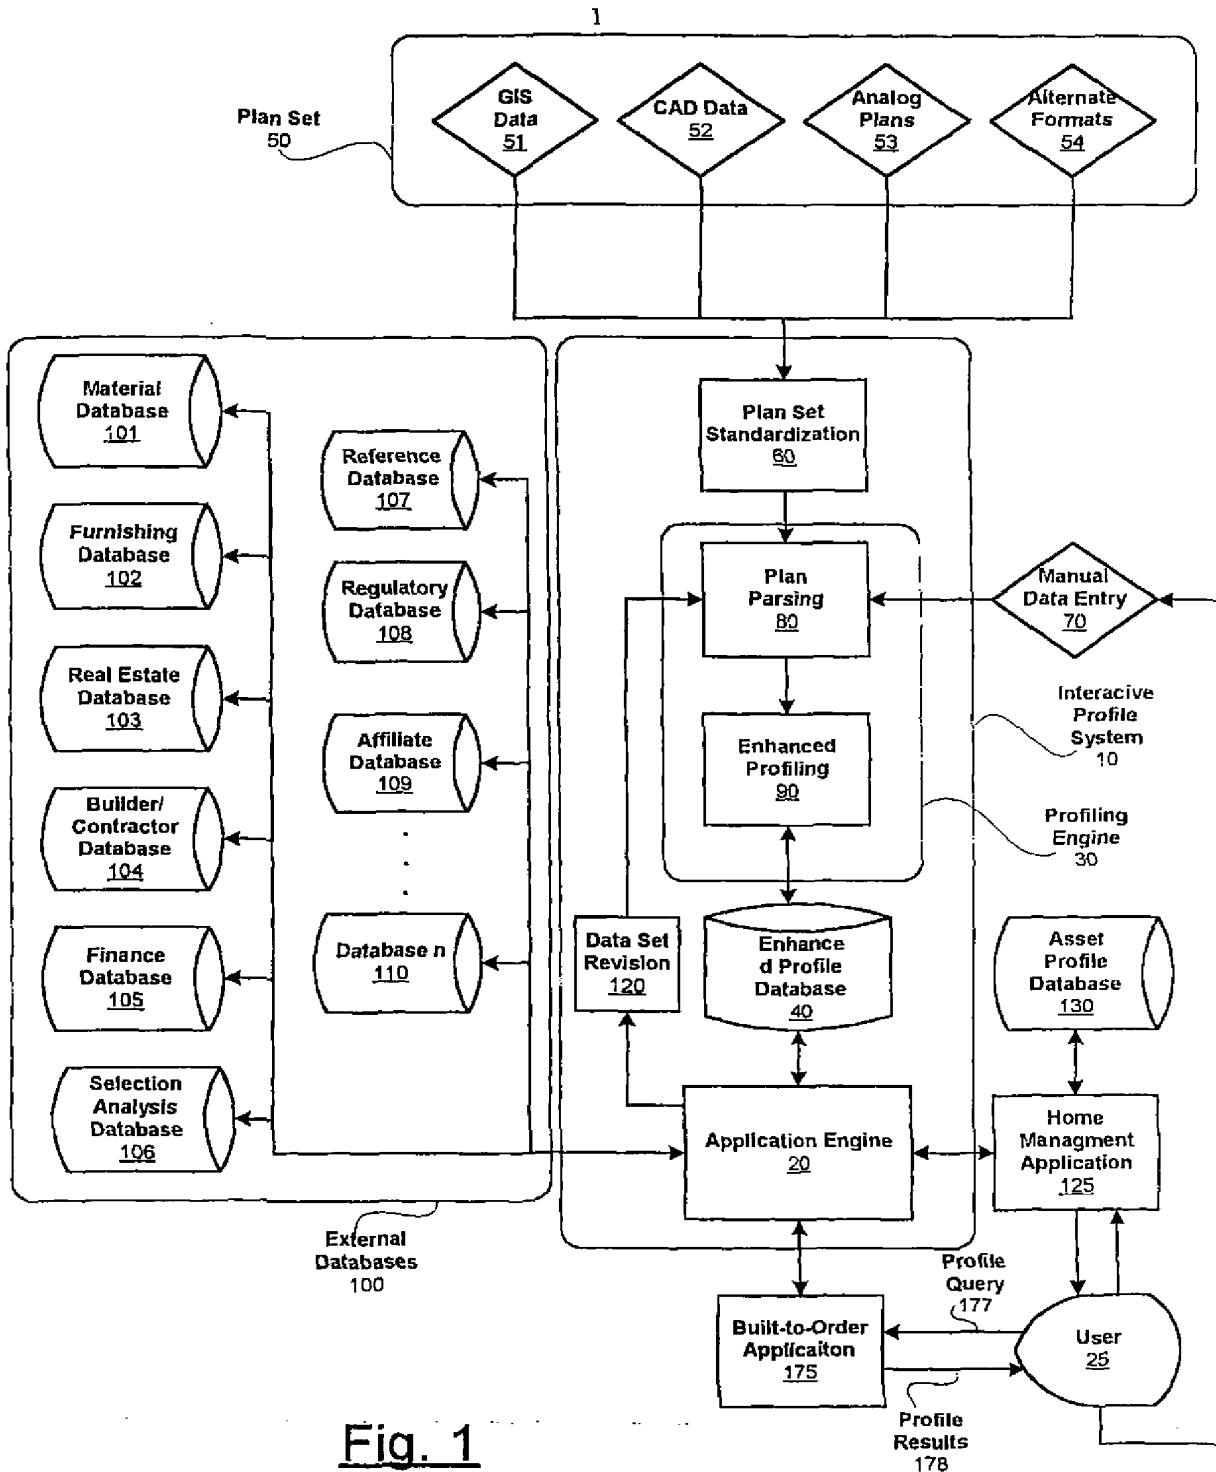 1
Plan Set
50
GIS
Data
51
CAD Data
52
Analog
Plans
53
Alternate
Formats
54
Material
Database
101
Furnishing
Database
102
Real Estate
Database
103
Builder/
Contractor
Database
104
Finance
Database
105
Selection
Analysis
Database
106
Reference
Database
107
Regulatory
Database
108
Affiliate
Database
109
.
.
.
Database n
110
External
Databases
100
Plan Set
Standardization
60
Plan
Parsing
80
Enhanced
Profiling
90
Manual
Data Entry
70
Interacive
Profile
System
10
Profiling
Engine
30
Data Set
Revision
120
Enhance
d Profile
Database
40
Asset
Profile
Database
130
Application Engine
20
Home
Managment
Application
125
Profile
Query
177
Built-to-Order
Applicaiton
175
User
25
Profile
Results
178
Fig. 1